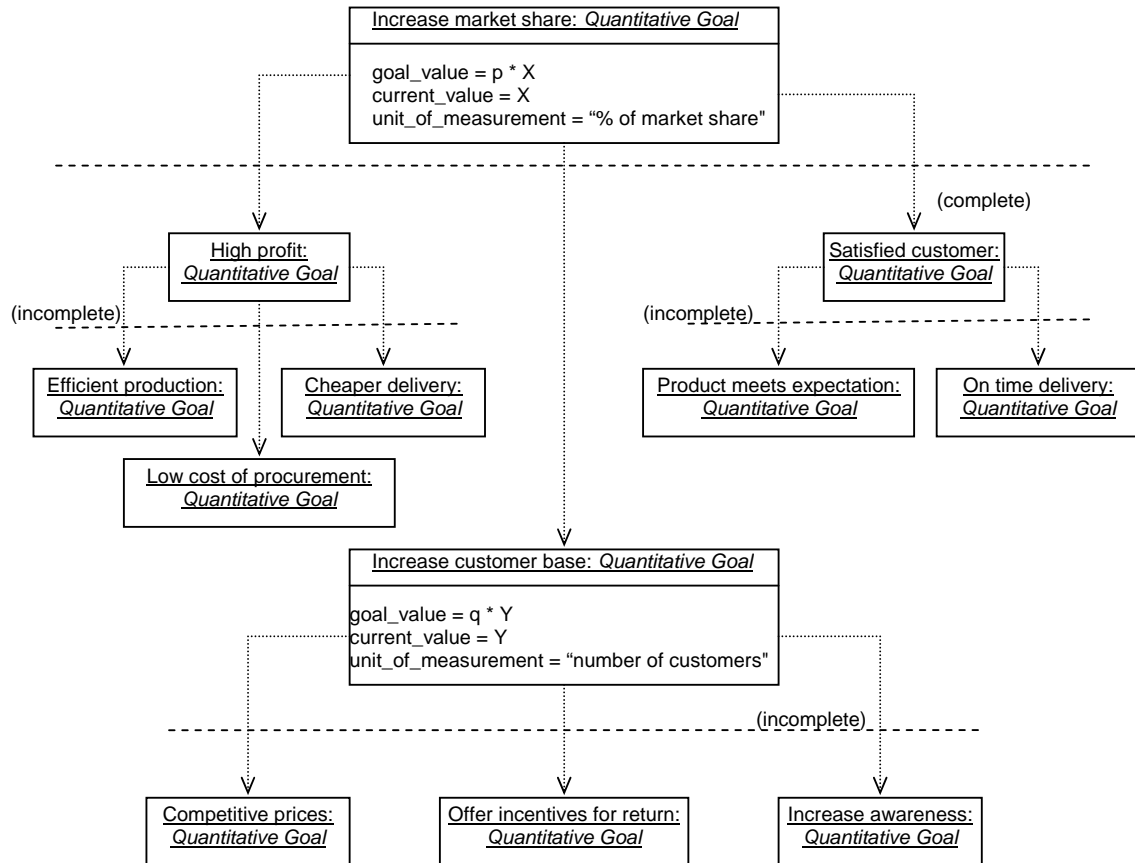 Increase market share: Quantitative Goal
goal_value = p * X
current_value = X
unit_of_measurement = “% of market share"
(complete)
High profit:
Quantitative Goal
Satisfied customer:
Quantitative Goal
(incomplete)
(incomplete)
Efficient production:
Quantitative Goal
Cheaper delivery:
Quantitative Goal
Product meets expectation:
Quantitative Goal
On time delivery:
Quantitative Goal
Low cost of procurement:
Quantitative Goal
Increase customer base: Quantitative Goal
goal_value = q * Y
current_value = Y
unit_of_measurement = “number of customers"
(incomplete)
Competitive prices:
Quantitative Goal
Offer incentives for return:
Quantitative Goal
Increase awareness:
Quantitative Goal